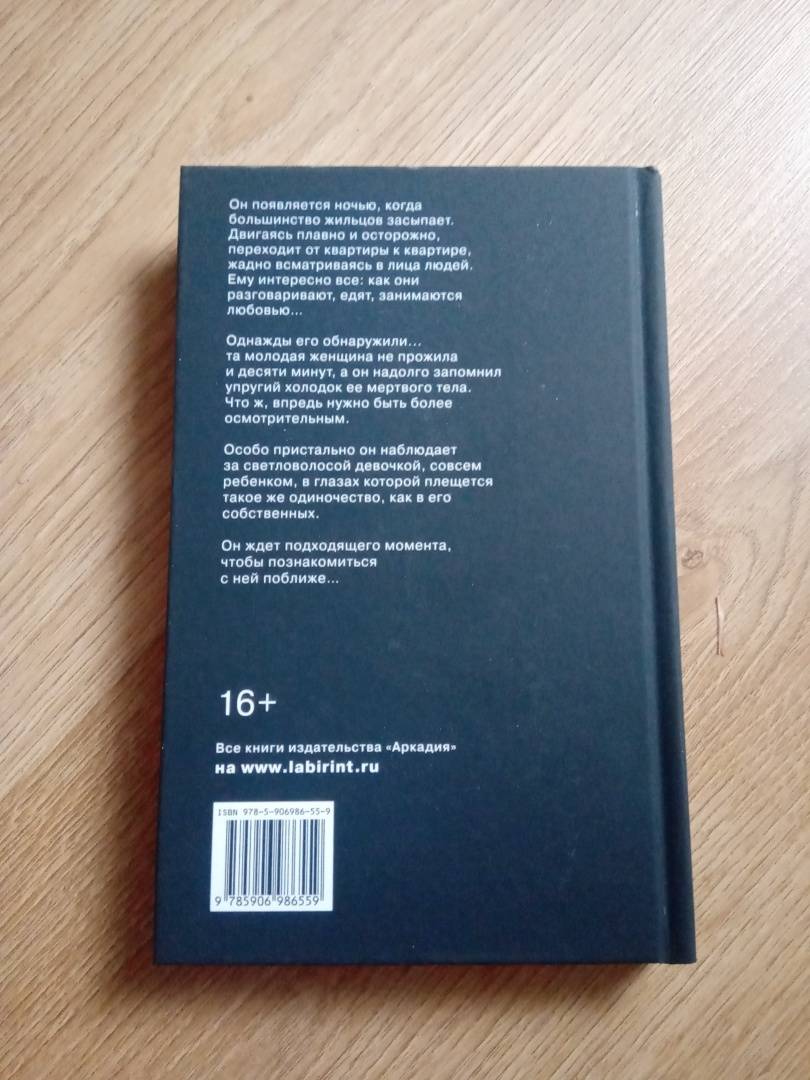 Он появляется ночью, когда
большинство жильцов засыпает.
Двигаясь плавно и осторожно,
переходит от квартиры к квартире,
жадно всматриваясь в лица людей.
Ему интересно все: как они
разговаривают, едят, занимаются
любовью...
Однажды его обнаружили...
та молодая женщина не прожила
и десяти минут, а он надолго запомнил
упругий холодок ее мертвого тела.
Что ж, впредь нужно быть более
осмотрительным.
Особо пристально он наблюдает
за светловолосой девочкой, совсем
ребенком, в глазах которой плещется
такое же одиночество, как в его
собственных.
Он ждет подходящего момента,
чтобы познакомиться
с ней поближе...
16+
Все книги издательства «Аркадия»
на www.labirint.ru
ISBN 978-5-906986-55-9
9 785906 986559